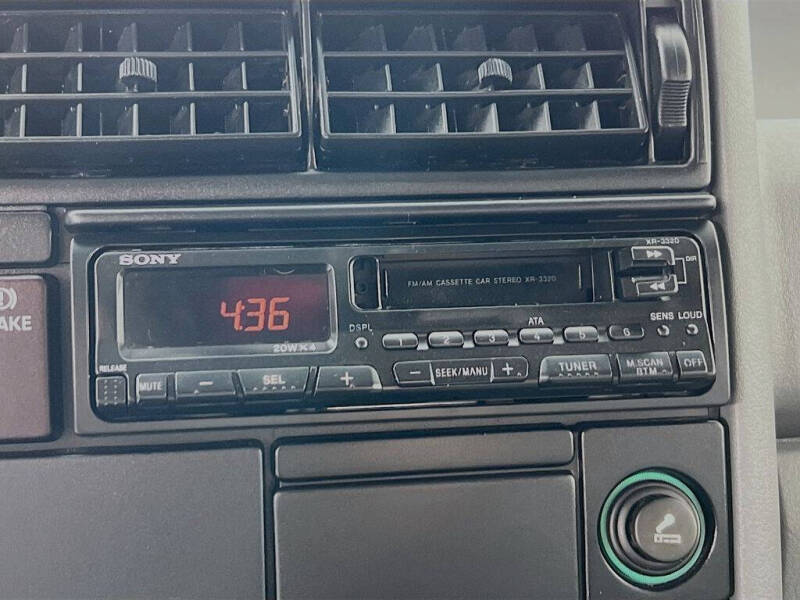 XR-3320
SONY
FM/AM CASSETTE CAR STEREO XR-3320
DIR
4:36
AKE
20W×4
DSPL
ATA
SENS LOUD
1 2 3 4 5 6
RELEASE
MUTE
SEL
SEEK/MANU
TUNER
M.SCAN
BTM
OFF